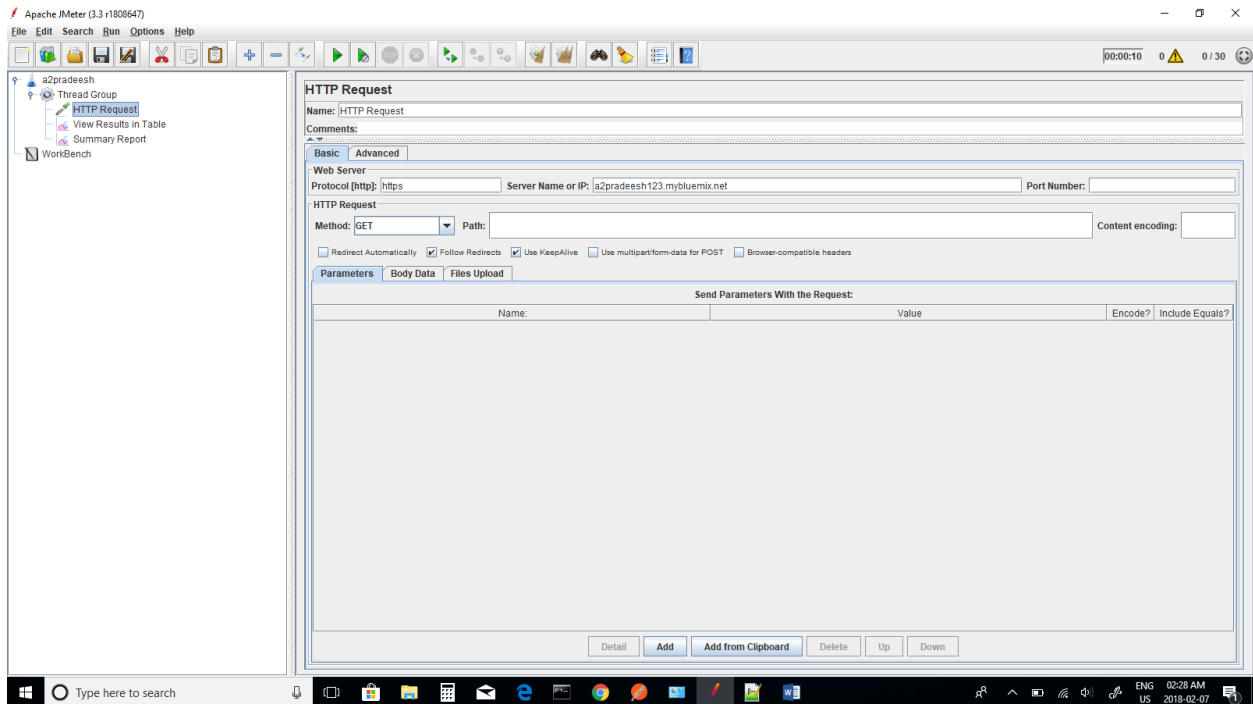 Apache JMeter (3.3 r1808647)
File Edit Search Run Options Help
00:00:10 0 0 / 30
a2pradeesh
Thread Group
HTTP Request
View Results in Table
Summary Report
WorkBench
HTTP Request
Name: HTTP Request
Comments:
Basic Advanced
Web Server
Protocol [http]: https Server Name or IP: a2pradeesh123.mybluemix.net Port Number:
HTTP Request
Method: GET Path: Content encoding:
Redirect Automatically Follow Redirects Use KeepAlive Use multipart/form-data for POST Browser-compatible headers
Parameters Body Data Files Upload
Send Parameters With the Request:
Name: Value Encode? Include Equals?
Detail Add Add from Clipboard Delete Up Down
Type here to search
ENG 02:28 AM
US 2018-02-07
1